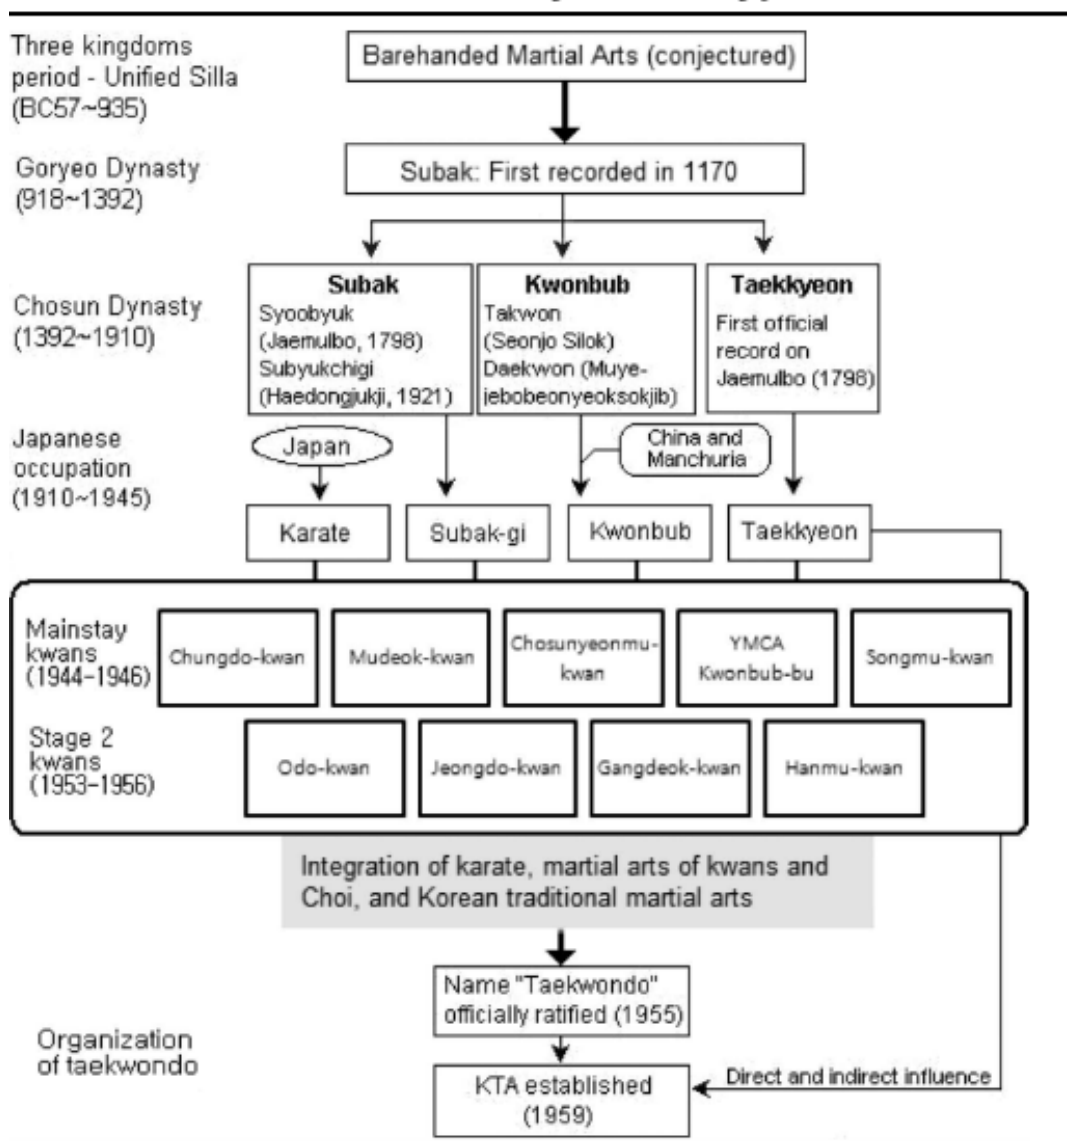 Three kingdoms
period - Unified Silla
(BC57~935)
Barehanded Martial Arts (conjectured)
Goryeo Dynasty
(918~1392)
Subak: First recorded in 1170
Chosun Dynasty
(1392~1910)
Subak
Syoobyuk
(Jaemulbo, 1798)
Subyukchigi
(Haedongjukji, 1921)
Kwonbub
Takwon
(Seonjo Silok)
Daekwon (Muye-
jebobeonyeoksokjib)
Taekkyeon
First official
record on
Jaemulbo (1798)
Japanese
occupation
(1910~1945)
Japan
China and
Manchuria
Karate
Subak-gi
Kwonbub
Taekkyeon
Mainstay
kwans
(1944-1946)
Chungdo-kwan
Mudeok-kwan
Chosunyeonmu-
kwan
YMCA
Kwonbub-bu
Songmu-kwan
Stage 2
kwans
(1953-1956)
Odo-kwan
Jeongdo-kwan
Gangdeok-kwan
Hanmu-kwan
Integration of karate, martial arts of kwans and
Choi, and Korean traditional martial arts
Organization
of taekwondo
Name "Taekwondo"
officially ratified (1955)
KTA established
(1959)
Direct and indirect influence